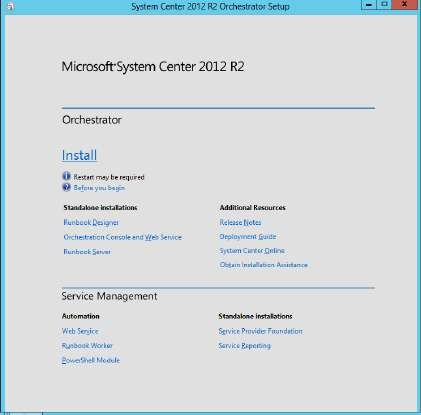 System Center 2012 R2 Orchestrator Setup
Microsoft® System Center 2012 R2
Orchestrator
Install
Restart may be required
Before you begin
Standalone installations
Runbook Designer
Orchestration Console and Web Service
Runbook Server
Additional Resources
Release Notes
Deployment Guide
System Center Online
Obtain Installation Assistance
Service Management
Automation
Web Service
Runbook Worker
PowerShell Module
Standalone installations
Service Provider Foundation
Service Reporting